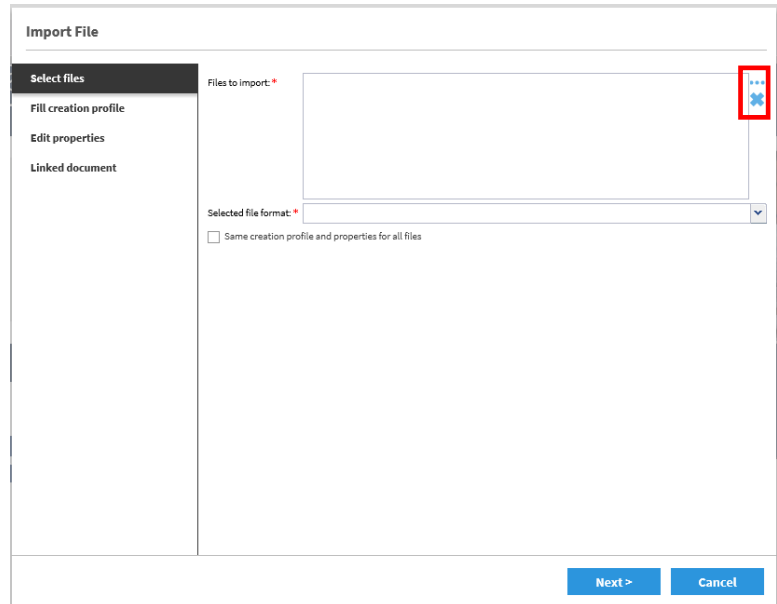 Import File
Select files
Fill creation profile
Edit properties
Linked document
Files to import: *
Selected file format: *
Same creation profile and properties for all files
Next >
Cancel